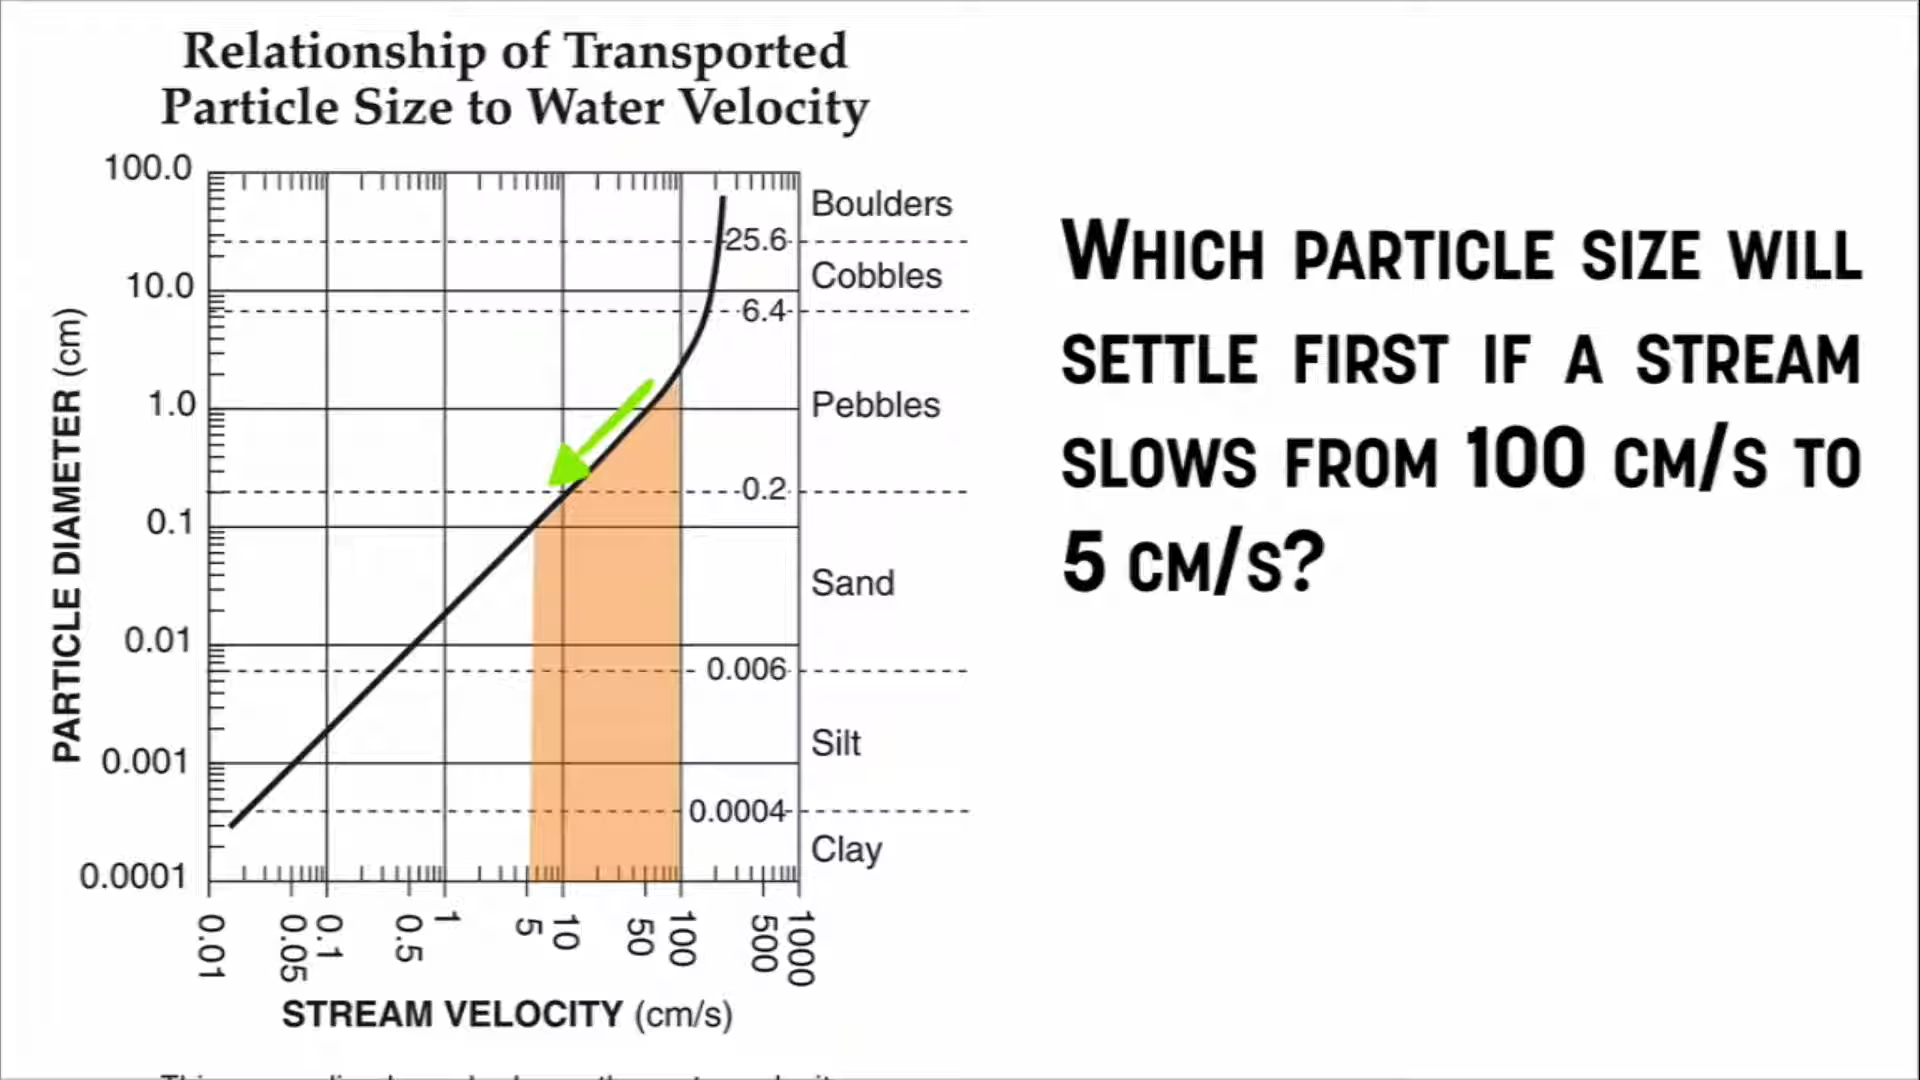 Relationship of Transported
Particle Size to Water Velocity
PARTICLE DIAMETER (cm)
100.0
10.0
1.0
0.1
0.01
0.001
0.0001
Boulders
25.6
Cobbles
6.4
Pebbles
0.2
Sand
0.006
Silt
0.0004
Clay
0.01
0.05
0.1
0.5
1
5
10
50
100
500
1000
STREAM VELOCITY (cm/s)
WHICH PARTICLE SIZE WILL
SETTLE FIRST IF A STREAM
SLOWS FROM 100 CM/S TO
5 CM/S?